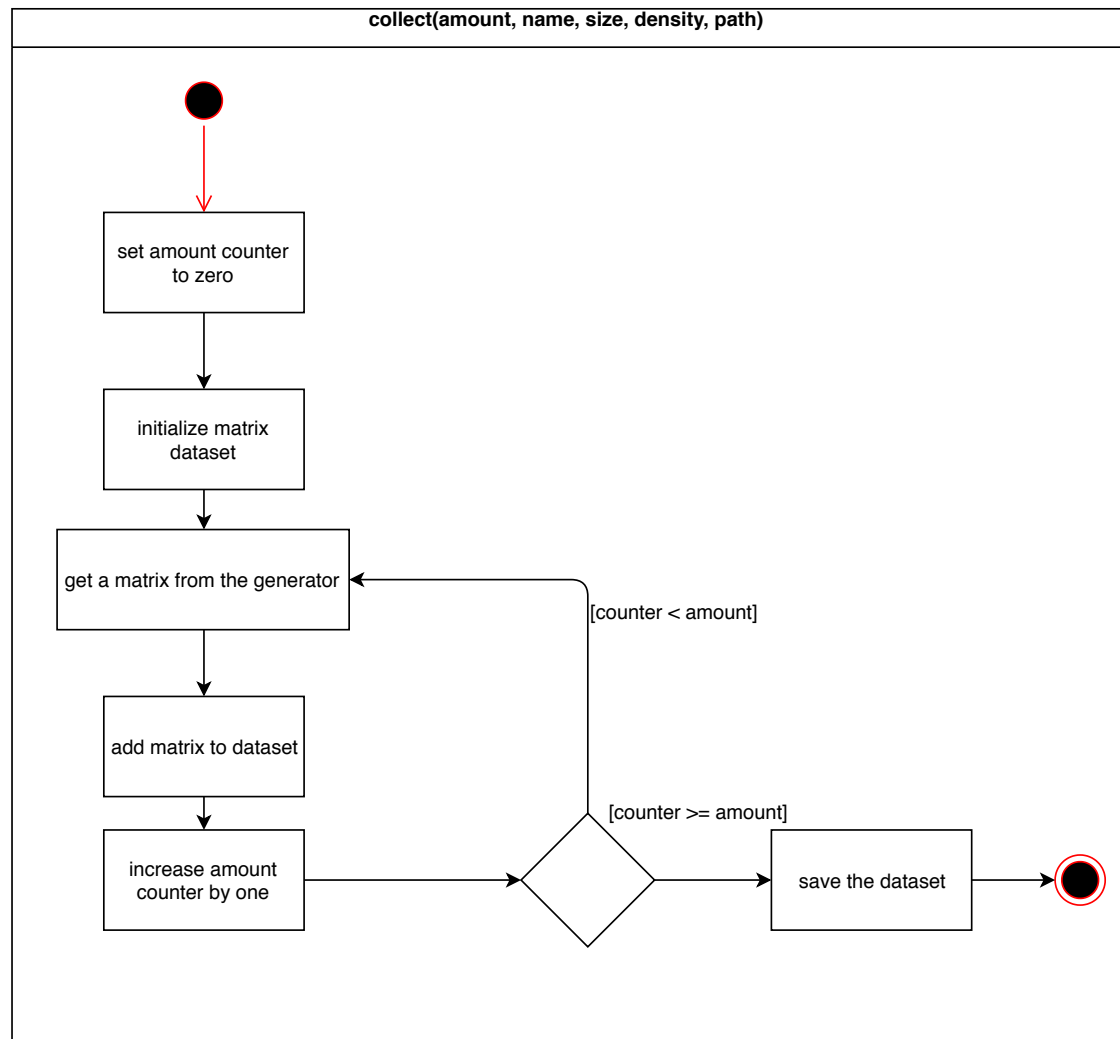 collect(amount, name, size, density, path)
set amount counter
to zero
initialize matrix
dataset
get a matrix from the generator
[counter < amount]
add matrix to dataset
[counter >= amount]
increase amount
counter by one
save the dataset